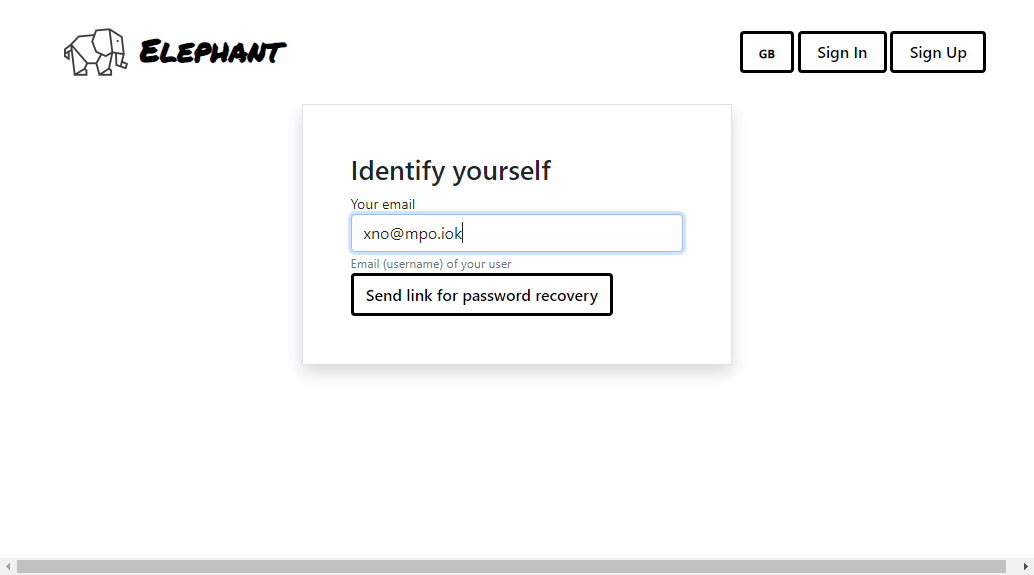 Elephant
GB
Sign In
Sign Up
Identify yourself
Your email
xno@mpo.iok
Email (username) of your user
Send link for password recovery